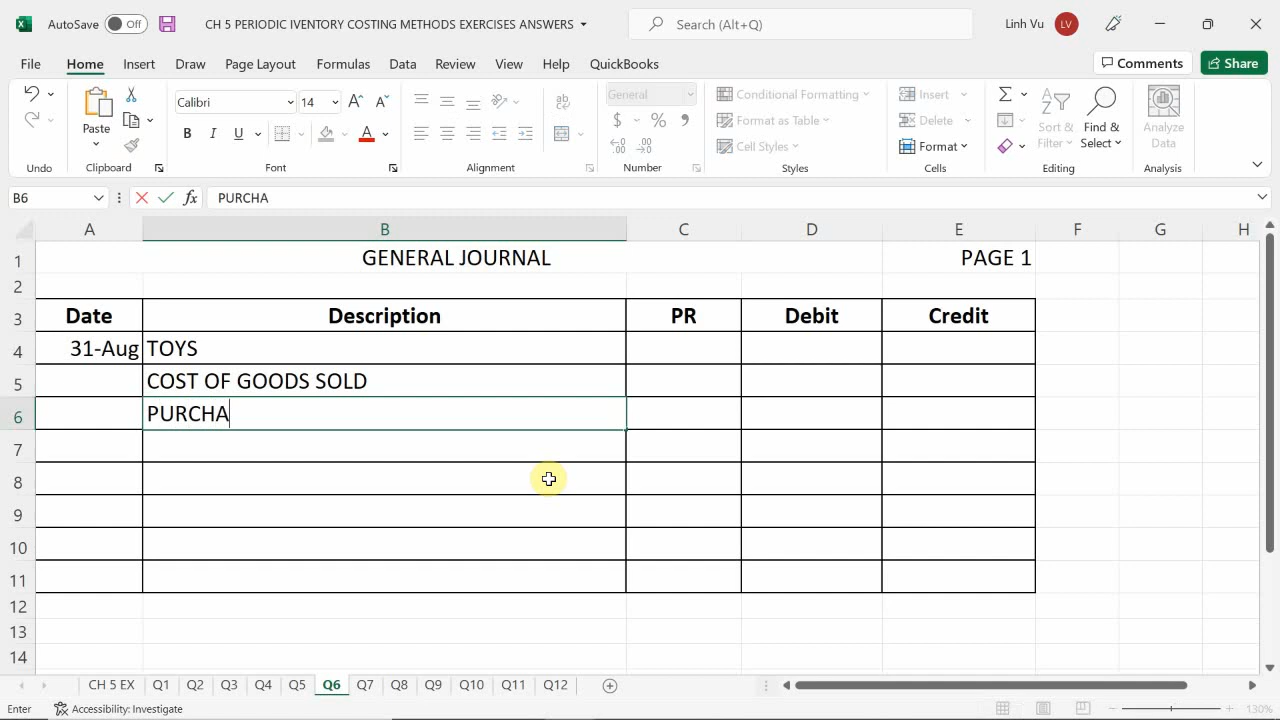 AutoSave Off CH 5 PERIODIC IVENTORY COSTING METHODS EXERCISES ANSWERS Search (Alt+Q) Linh Vu LV
File Home Insert Draw Page Layout Formulas Data Review View Help QuickBooks Comments Share
Calibri 14 General Conditional Formatting Insert
Paste Format as Table Delete Sort & Filter Find & Select Analyze Data
B I U A $ % Cell Styles Format
Undo Clipboard Font Alignment Number Styles Cells Editing Analysis
B6 fx PURCHA
A B C D E F G H
1 GENERAL JOURNAL PAGE 1
2
3 Date Description PR Debit Credit
4 31-Aug TOYS
5 COST OF GOODS SOLD
6 PURCHA
7
8
9
10
11
12
13
14
CH 5 EX Q1 Q2 Q3 Q4 Q5 Q6 Q7 Q8 Q9 Q10 Q11 Q12
Enter Accessibility: Investigate 130%